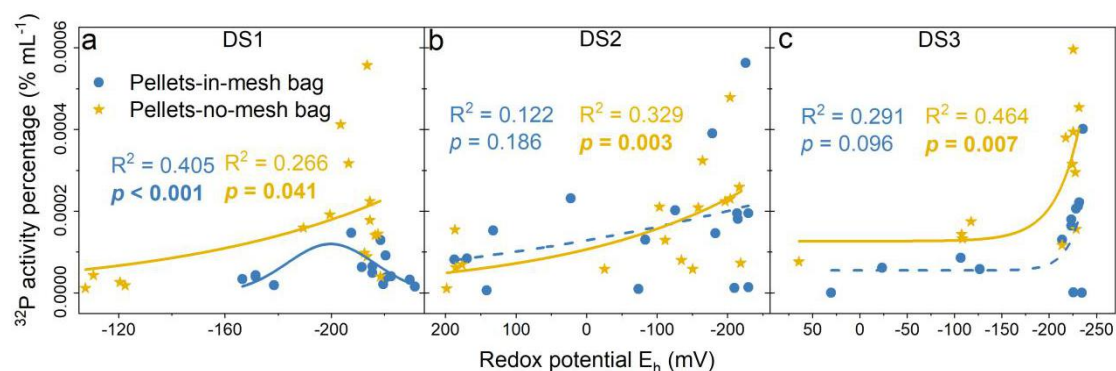 a DS1 b DS2 c DS3
Pellets-in-mesh bag
Pellets-no-mesh bag
R² = 0.405 R² = 0.266
p < 0.001 p = 0.041
R² = 0.122 R² = 0.329
p = 0.186 p = 0.003
R² = 0.291 R² = 0.464
p = 0.096 p = 0.007
³²P activity percentage (% mL⁻¹)
0.0006
0.0004
0.0002
0.0000
-120 -160 -200 200 100 0 -100 -200 50 0 -50 -100 -150 -200 -250
Redox potential Eₕ (mV)